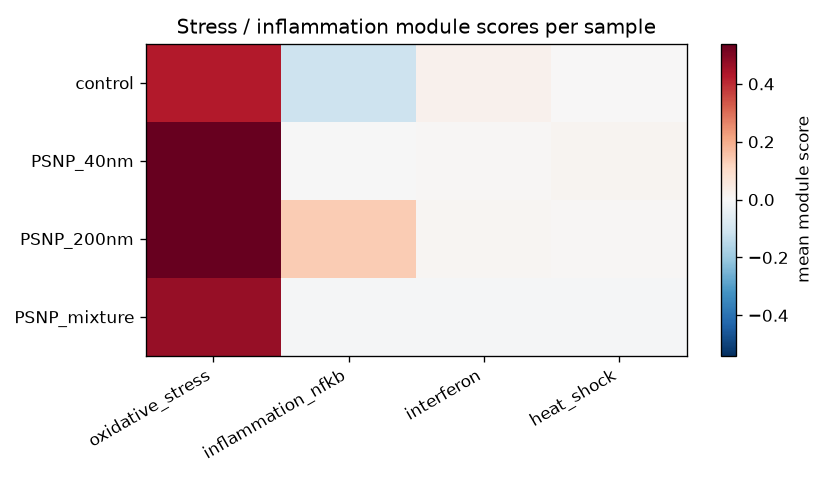 Stress / inflammation module scores per sample
control
PSNP_40nm
PSNP_200nm
PSNP_mixture
oxidative_stress
inflammation_nfkb
interferon
heat_shock
0.4
0.2
0.0
−0.2
−0.4
mean module score